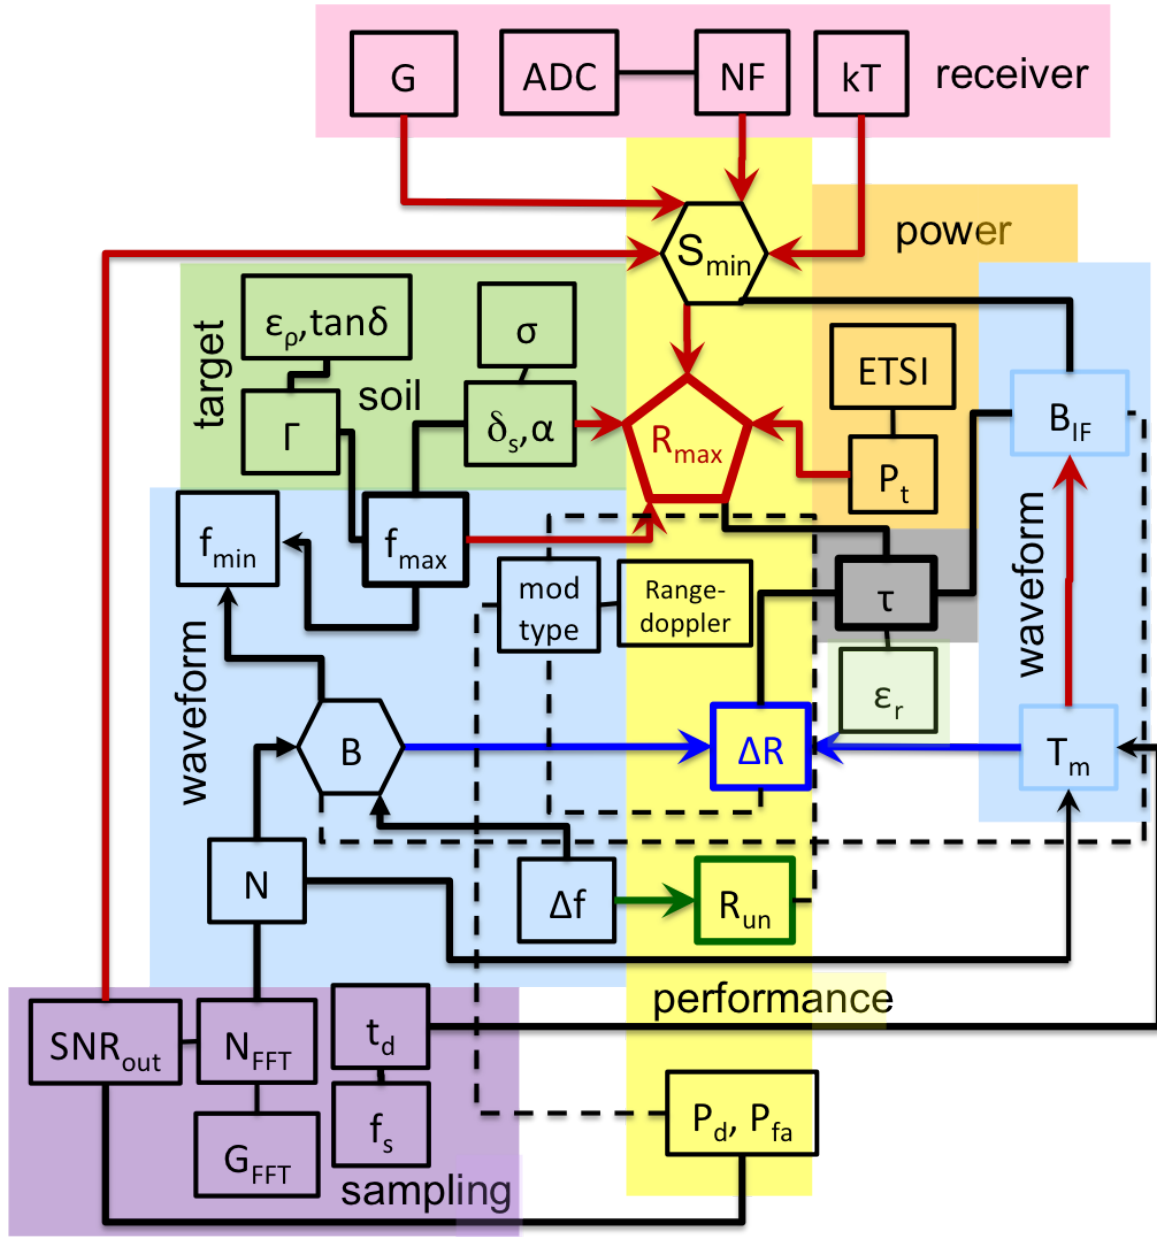 G
ADC
NF
kT
receiver
S_min
power
ε_ρ,tanδ
σ
target
soil
ETSI
Γ
δ_s,α
R_max
B_IF
P_t
f_min
f_max
waveform
mod
type
Range-
doppler
τ
ε_r
waveform
B
ΔR
T_m
N
Δf
R_un
performance
SNR_out
N_FFT
t_d
f_s
G_FFT
P_d, P_fa
sampling